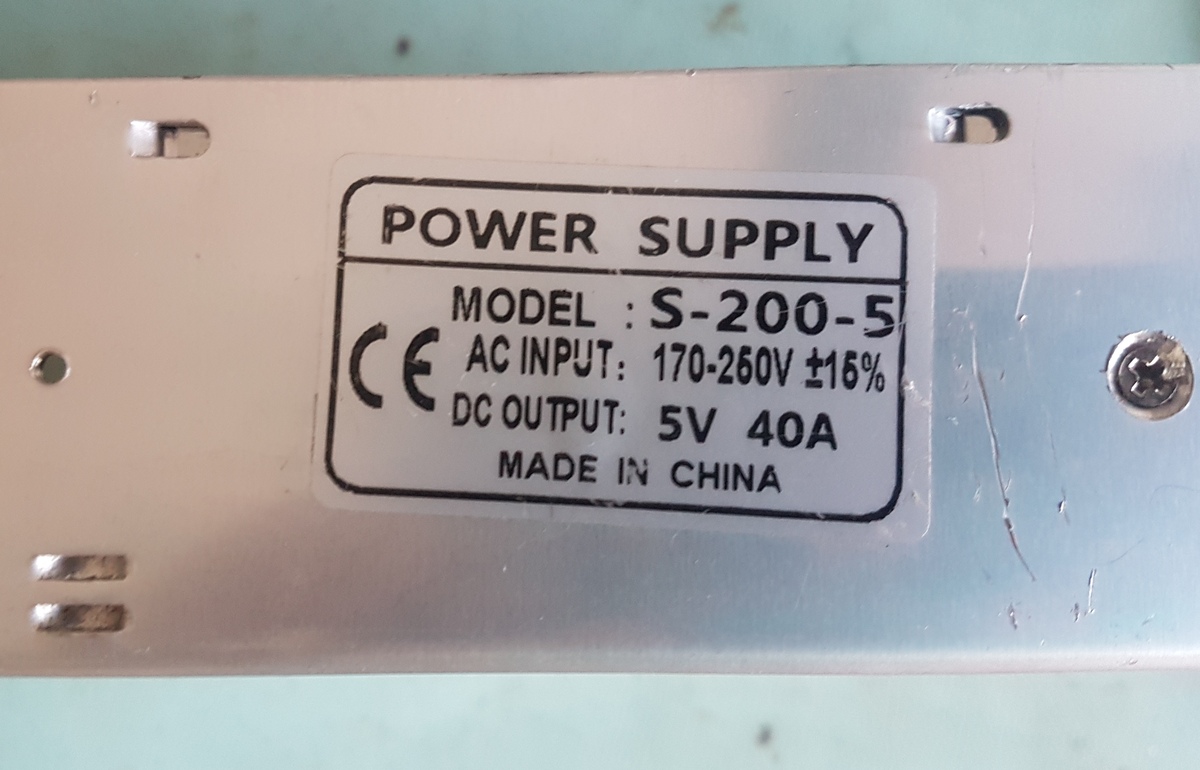 POWER SUPPLY
MODEL : S-200-5
CE AC INPUT: 170-260V ±15%
DC OUTPUT: 5V 40A
MADE IN CHINA